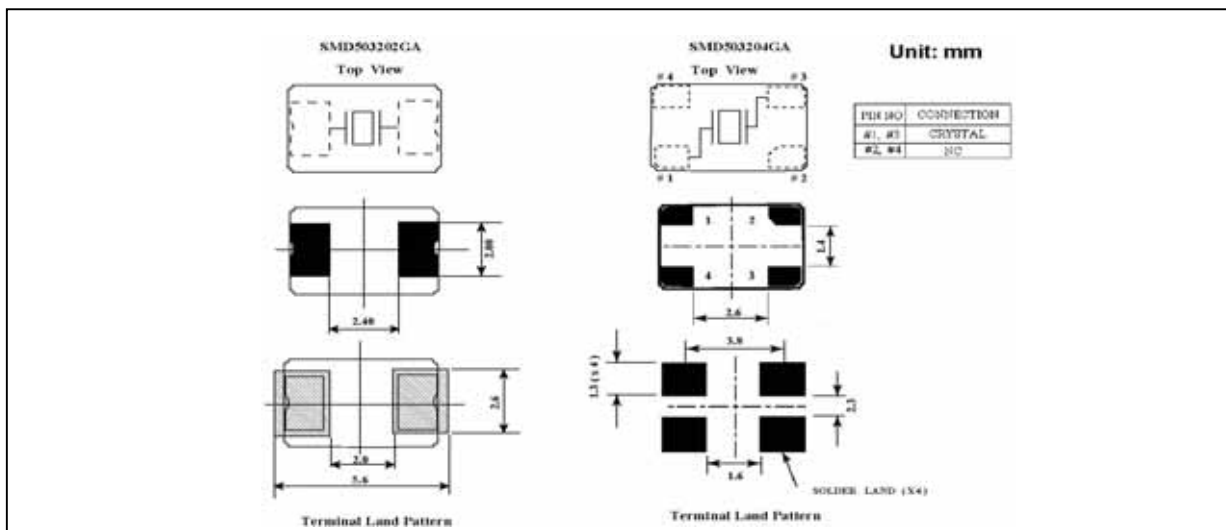 SMD503202GA
Top View
SMD503204GA
Top View
Unit: mm
#4
#3
#1
#2
PIN NO CONNECTION
#1, #3 CRYSTAL
#2, #4 NC
2.00
2.40
1
2
4
3
1.4
2.6
2.6
2.0
5.6
Terminal Land Pattern
3.8
1.3 (x 4)
2.3
1.6
SOLDER LAND (X4)
Terminal Land Pattern